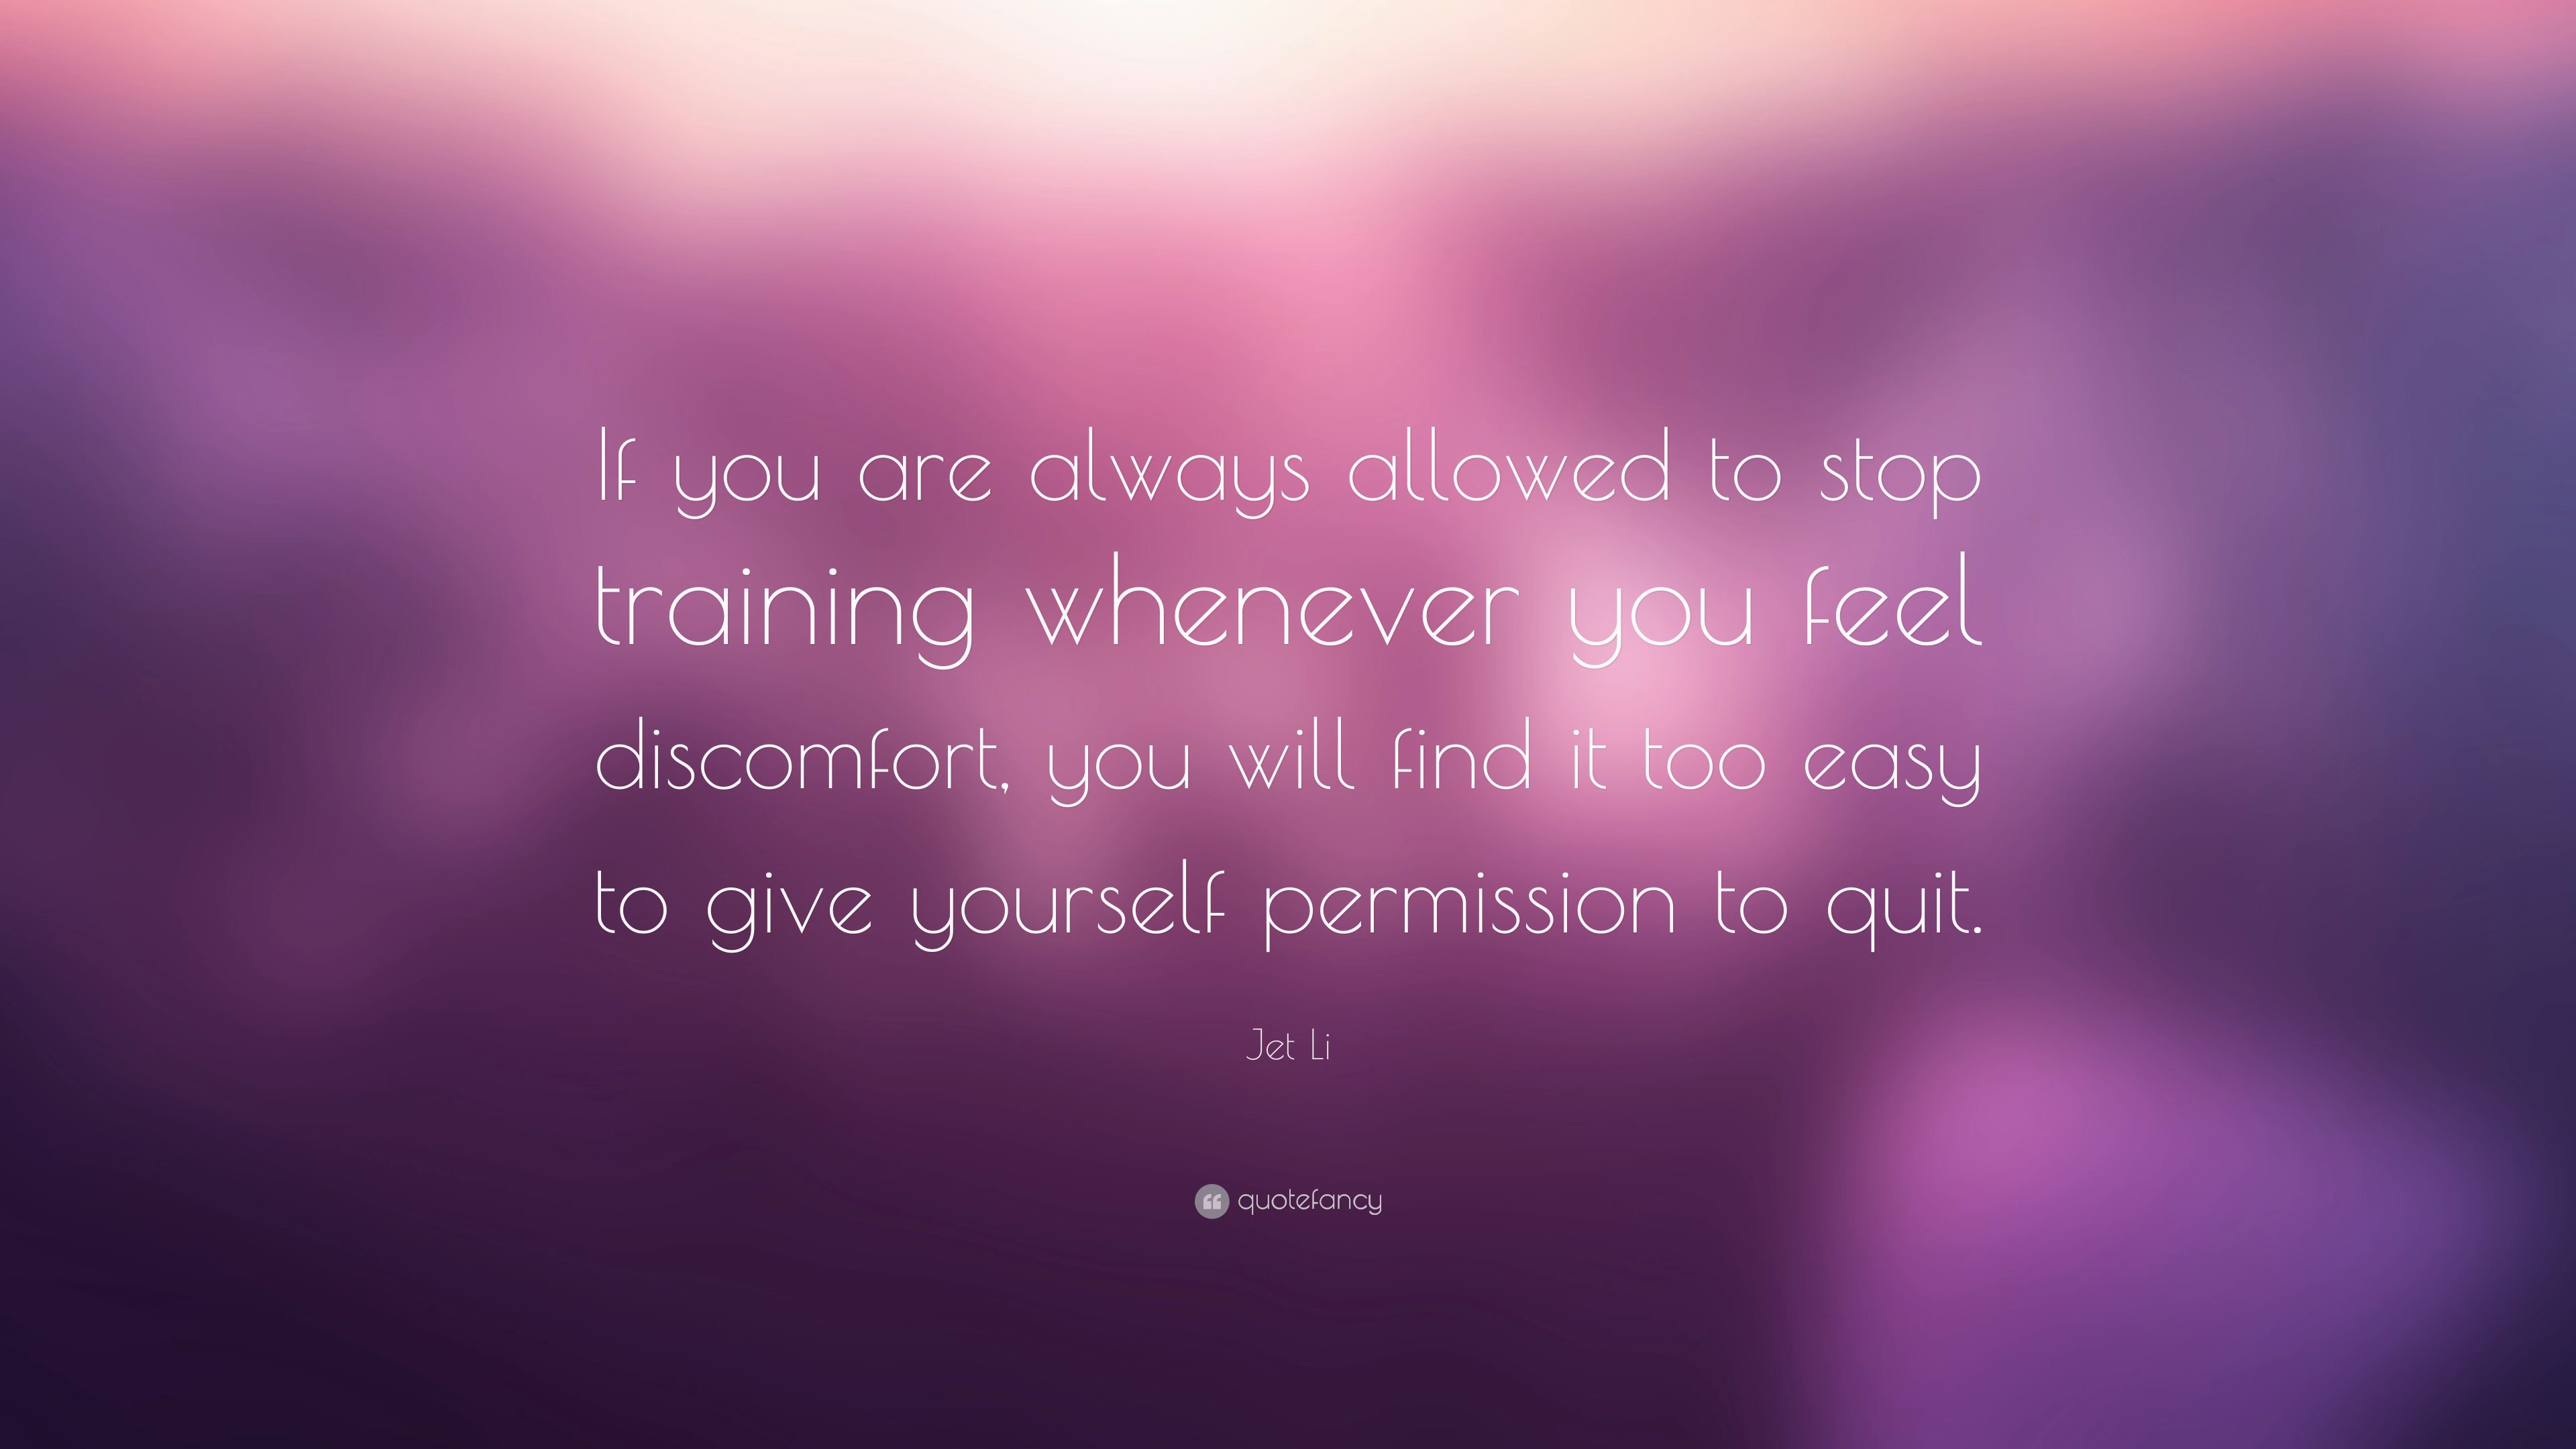 If you are always allowed to stop
training whenever you feel
discomfort, you will find it too easy
to give yourself permission to quit.
Jet Li
quotefancy